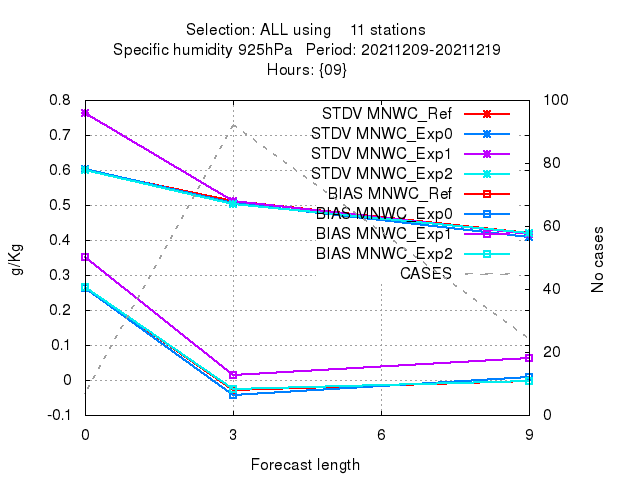 Selection: ALL using    11 stations
Specific humidity 925hPa   Period: 20211209-20211219
Hours: {09}
0.8
0.7
0.6
0.5
0.4
0.3
0.2
0.1
0
-0.1
g/Kg
STDV MNWC_Ref
STDV MNWC_Exp0
STDV MNWC_Exp1
STDV MNWC_Exp2
BIAS MNWC_Ref
BIAS MNWC_Exp0
BIAS MNWC_Exp1
BIAS MNWC_Exp2
CASES
100
80
60
40
20
0
No cases
0 3 6 9
Forecast length